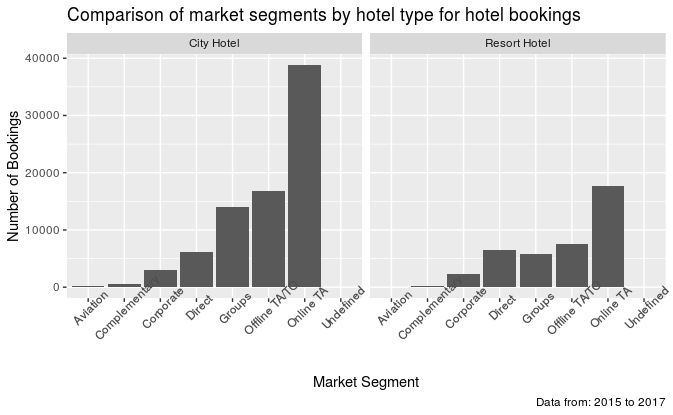 Comparison of market segments by hotel type for hotel bookings
City Hotel
Resort Hotel
Number of Bookings
40000
30000
20000
10000
0
Aviation
Complementary
Corporate
Direct
Groups
Offline TA/TO
Online TA
Undefined
Aviation
Complementary
Corporate
Direct
Groups
Offline TA/TO
Online TA
Undefined
Market Segment
Data from: 2015 to 2017